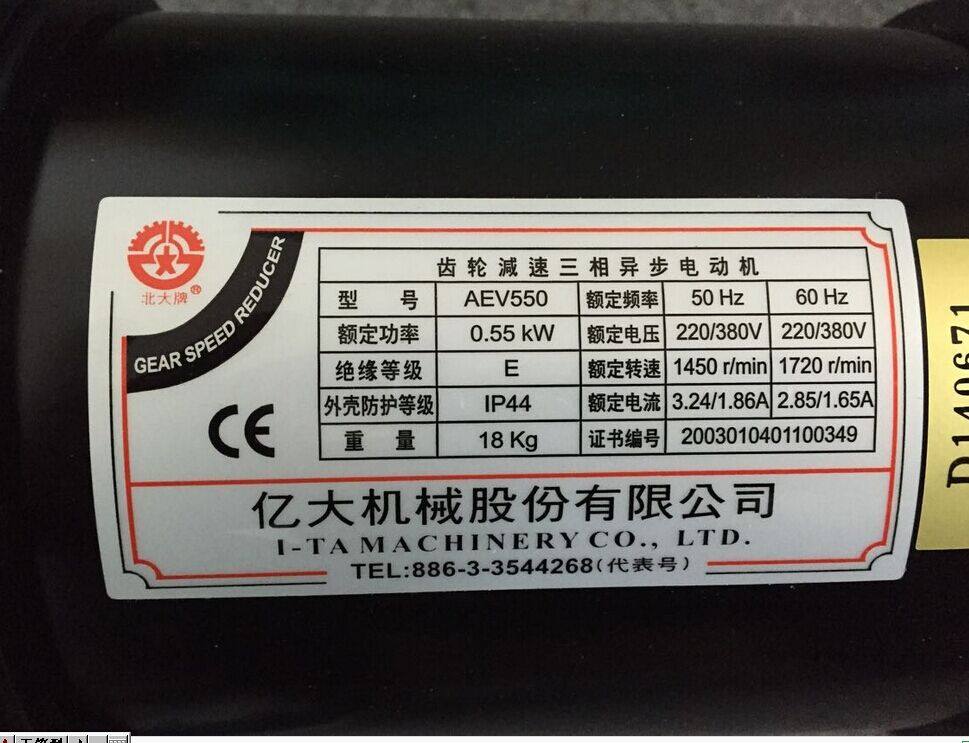 北大牌®
GEAR SPEED REDUCER
齿轮减速三相异步电动机
型 号 AEV550 额定频率 50 Hz 60 Hz
额定功率 0.55 kW 额定电压 220/380V 220/380V
绝缘等级 E 额定转速 1450 r/min 1720 r/min
外壳防护等级 IP44 额定电流 3.24/1.86A 2.85/1.65A
重 量 18 Kg 证书编号 2003010401100349
CE
亿大机械股份有限公司
I-TA MACHINERY CO., LTD.
TEL:886-3-3544268(代表号)
D140671